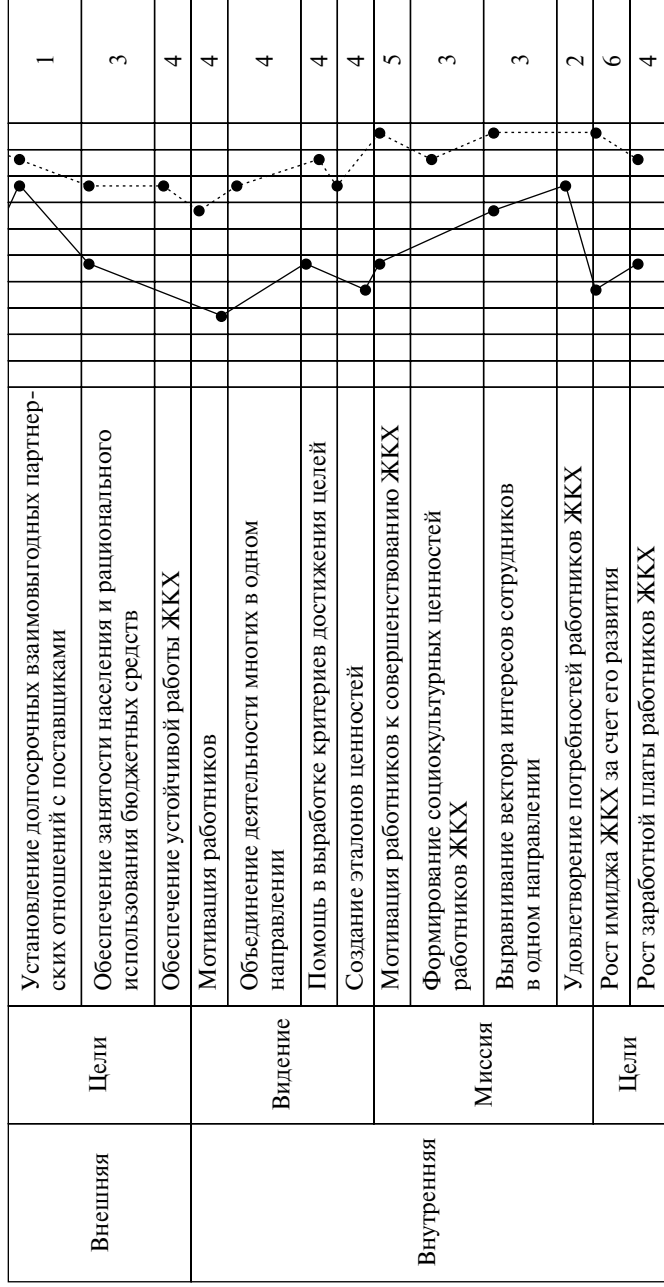 Внешняя
Цели
Установление долгосрочных взаимовыгодных партнер-
ских отношений с поставщиками
1
Обеспечение занятости населения и рационального
использования бюджетных средств
3
Обеспечение устойчивой работы ЖКХ
4
Внутренняя
Видение
Мотивация работников
4
Объединение деятельности многих в одном
направлении
4
Помощь в выработке критериев достижения целей
4
Создание эталонов ценностей
4
Миссия
Мотивация работников к совершенствованию ЖКХ
5
Формирование социокультурных ценностей
работников ЖКХ
3
Выравнивание вектора интересов сотрудников
в одном направлении
3
Удовлетворение потребностей работников ЖКХ
2
Цели
Рост имиджа ЖКХ за счет его развития
6
Рост заработной платы работников ЖКХ
4